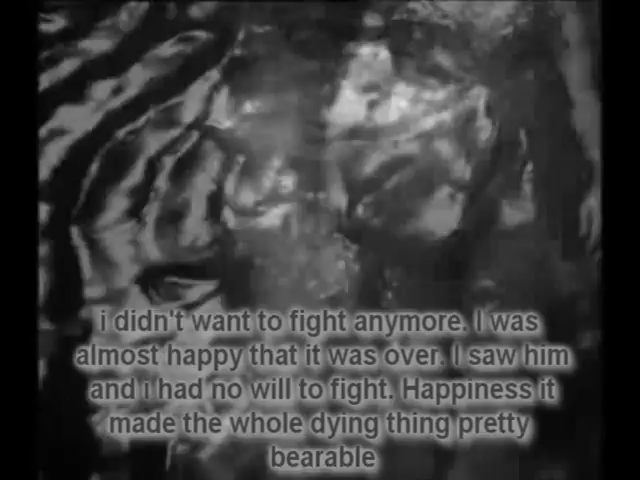 i didn't want to fight anymore. I was
almost happy that it was over. I saw him
and i had no will to fight. Happiness it
made the whole dying thing pretty
bearable